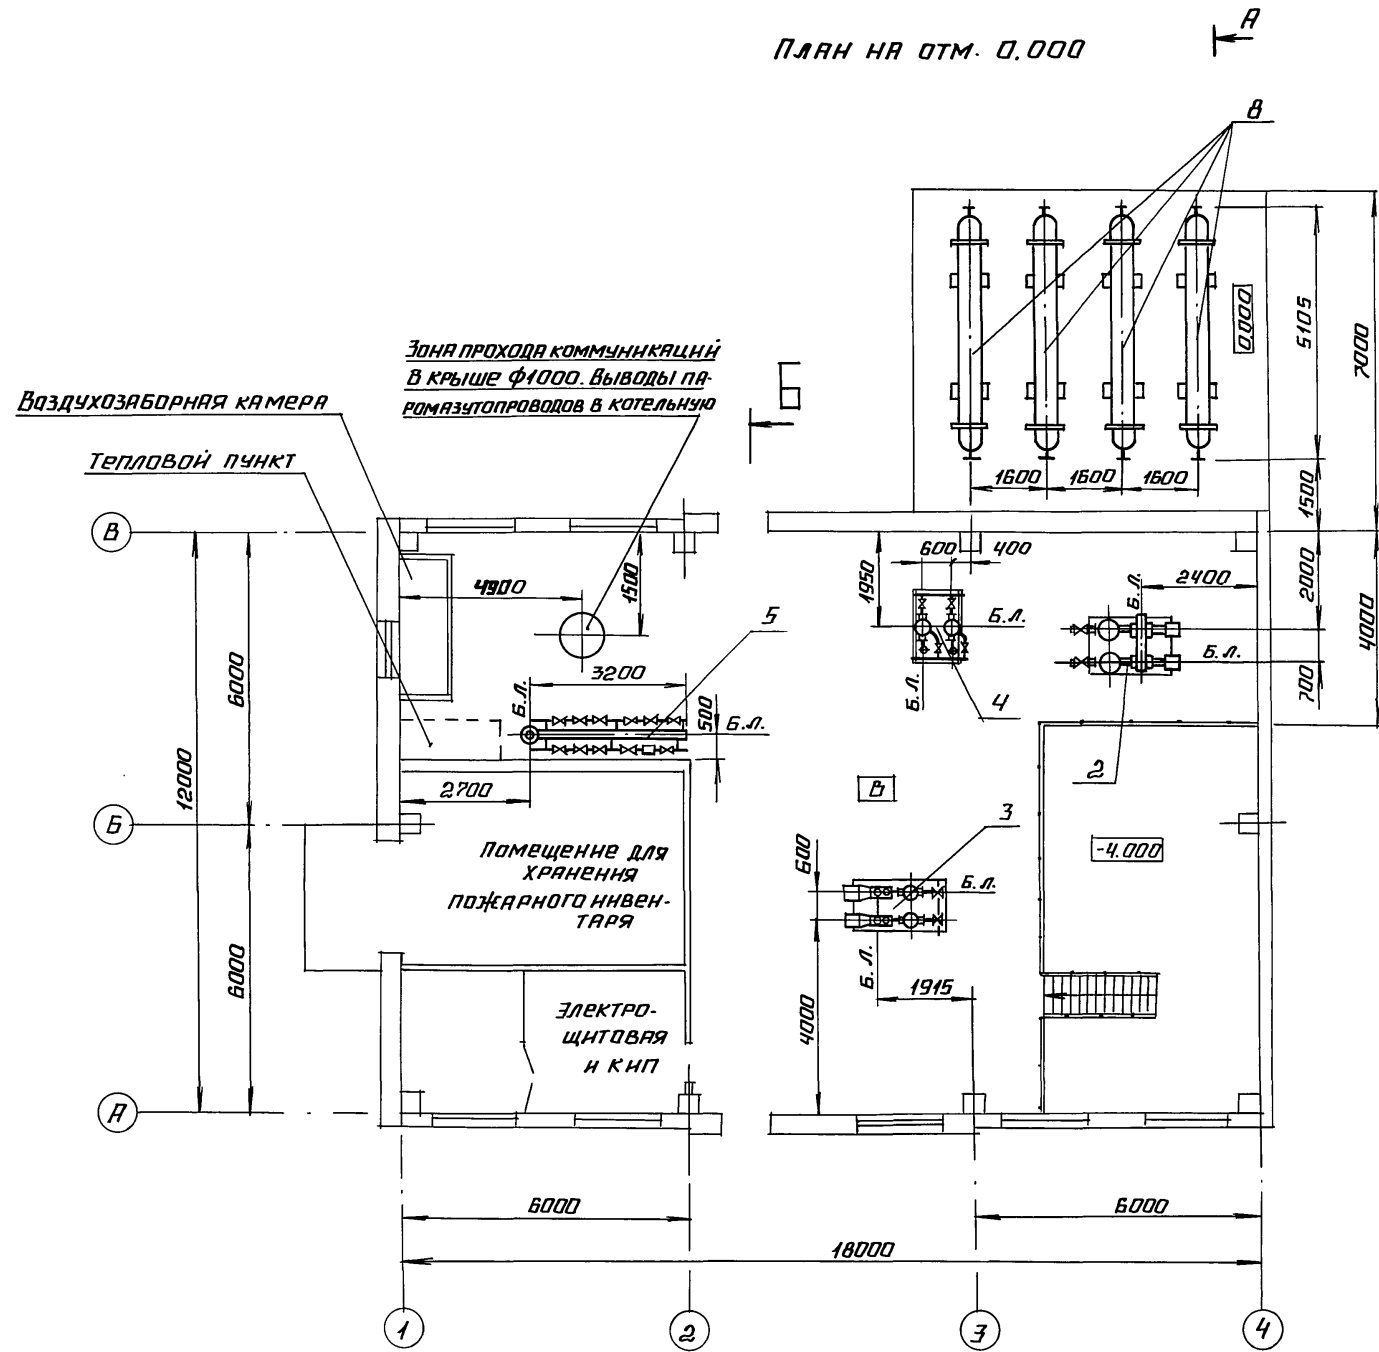 План на отм. 0.000
А
8
Зона прохода коммуникаций
в крыше ф1000. Выводы па-
ромазутопроводов в котельную
Воздухозаборная камера
Тепловой пункт
Б
0.000
5105
7000
1600
1600
1600
1500
В
4900
1500
5
1950
600
400
Б.Л.
Б.Л.
2400
2000
4000
Б.Л.
Б.Л.
700
4
2
3200
Б.Л.
500
Б.Л.
12000
6000
2700
В
3
-4.000
Б
Помещение для
хранения
пожарного инвен-
таря
600
Б.Л.
Б.Л.
1915
4000
6000
Электро-
щитовая
и КИП
А
6000
6000
18000
1
2
3
4